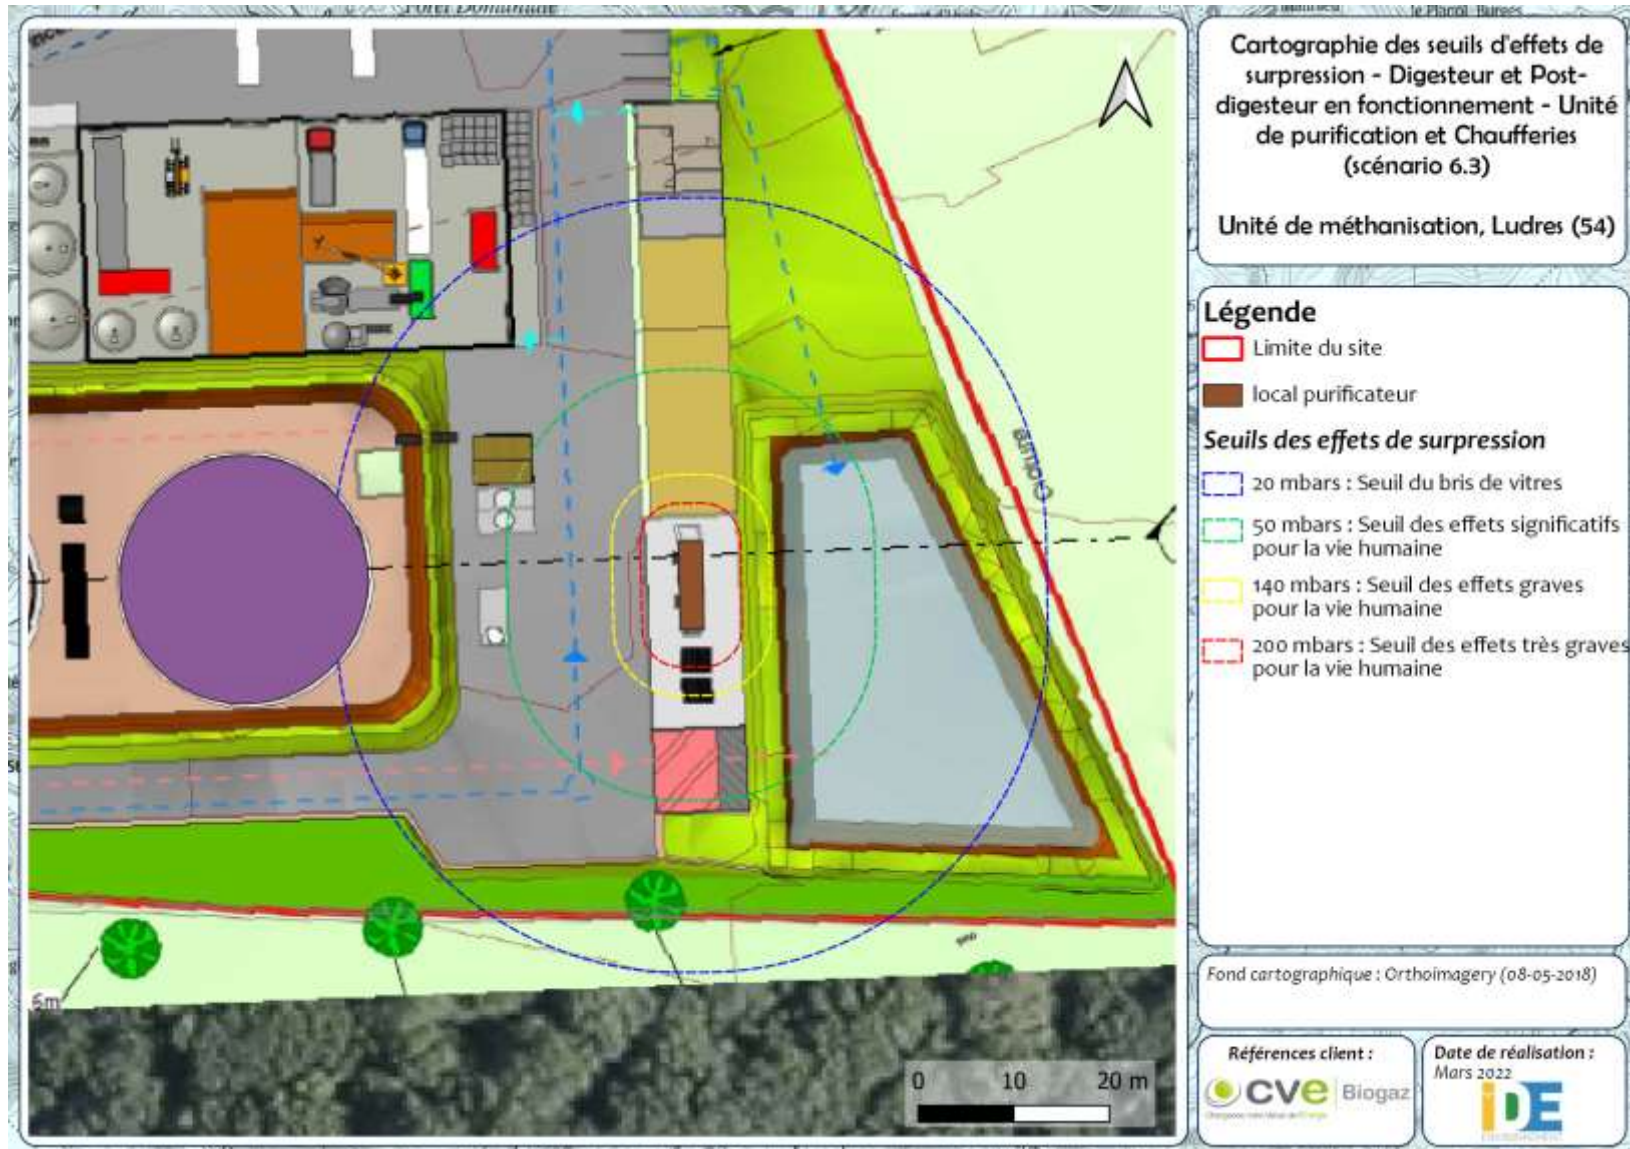 Cartographie des seuils d'effets de
surpression - Digesteur et Post-
digesteur en fonctionnement - Unité
de purification et Chaufferies
(scénario 6.3)
Unité de méthanisation, Ludres (54)
Légende
Limite du site
local purificateur
Seuils des effets de surpression
20 mbars : Seuil du bris de vitres
50 mbars : Seuil des effets significatifs
pour la vie humaine
140 mbars : Seuil des effets graves
pour la vie humaine
200 mbars : Seuil des effets très graves
pour la vie humaine
Clôture
6m
0 10 20 m
Fond cartographique : Orthoimagery (08-05-2018)
Références client :
cve Biogaz
Date de réalisation :
Mars 2022
IDE